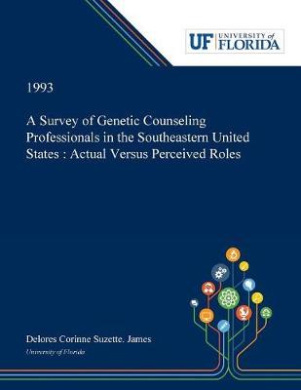 UF UNIVERSITY of
FLORIDA
1993
A Survey of Genetic Counseling
Professionals in the Southeastern United
States : Actual Versus Perceived Roles
Delores Corinne Suzette. James
University of Florida